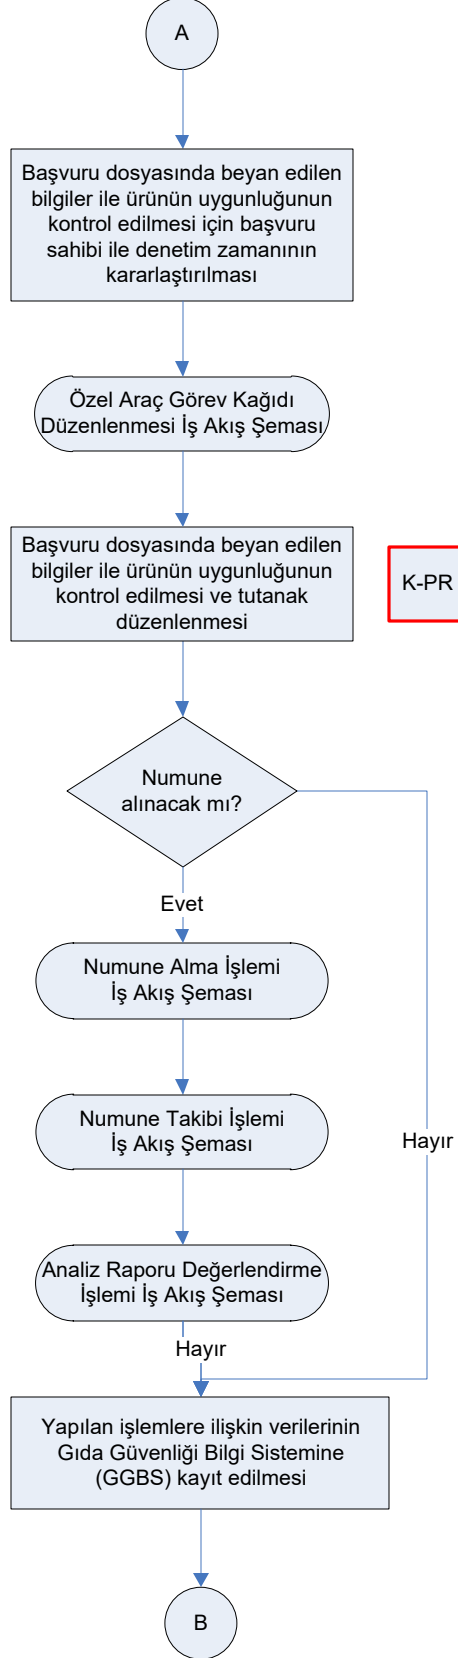 A
Başvuru dosyasında beyan edilen
bilgiler ile ürünün uygunluğunun
kontrol edilmesi için başvuru
sahibi ile denetim zamanının
kararlaştırılması
Özel Araç Görev Kağıdı
Düzenlenmesi İş Akış Şeması
Başvuru dosyasında beyan edilen
bilgiler ile ürünün uygunluğunun
kontrol edilmesi ve tutanak
düzenlenmesi
K-PR
Numune
alınacak mı?
Evet
Numune Alma İşlemi
İş Akış Şeması
Numune Takibi İşlemi
İş Akış Şeması
Hayır
Analiz Raporu Değerlendirme
İşlemi İş Akış Şeması
Hayır
Yapılan işlemlere ilişkin verilerinin
Gıda Güvenliği Bilgi Sistemine
(GGBS) kayıt edilmesi
B